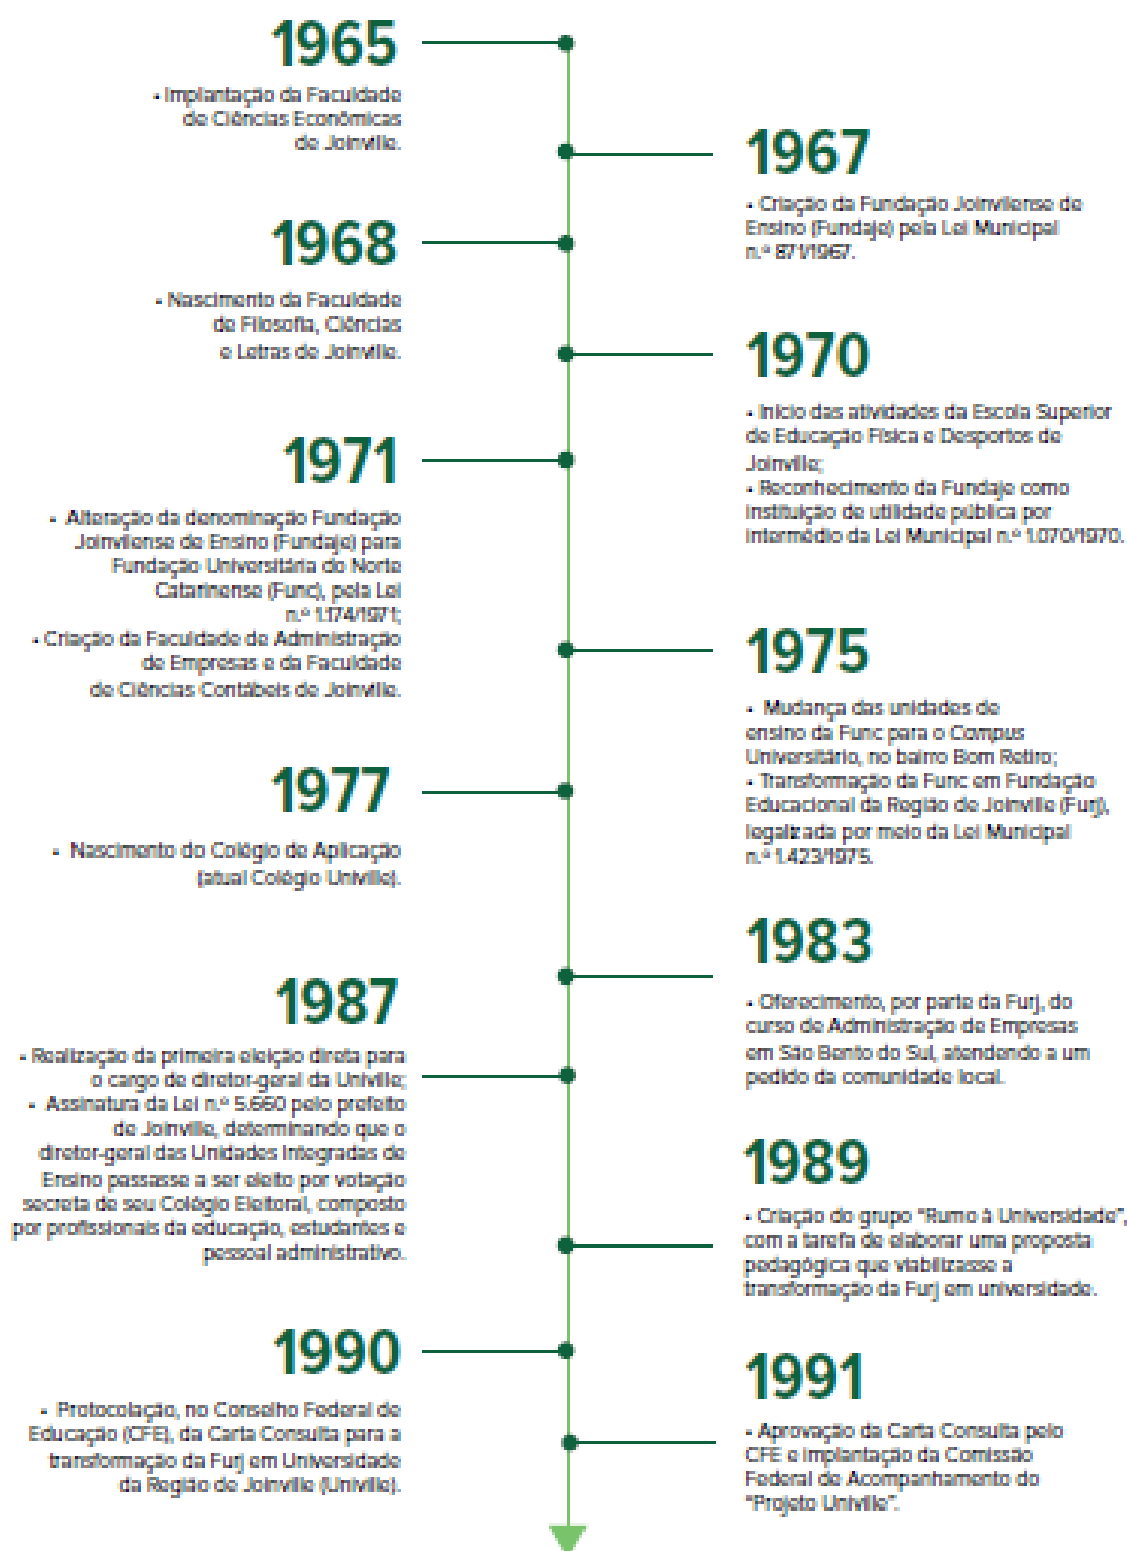 1965
• Implantação da Faculdade
de Ciências Econômicas
de Joinville.
1967
• Criação da Fundação Joinvilense de
Ensino (Fundaje) pela Lei Municipal
n.º 871/1967.
1968
• Nascimento da Faculdade
de Filosofia, Ciências
e Letras de Joinville.
1970
• Início das atividades da Escola Superior
de Educação Física e Desportos de
Joinville;
• Reconhecimento da Fundaje como
instituição de utilidade pública por
intermédio da Lei Municipal n.º 1.070/1970.
1971
• Alteração da denominação Fundação
Joinvilense de Ensino (Fundaje) para
Fundação Universitária do Norte
Catarinense (Func), pela Lei
n.º 1.174/1971;
• Criação da Faculdade de Administração
de Empresas e da Faculdade
de Ciências Contábeis de Joinville.
1975
• Mudança das unidades de
ensino da Func para o Campus
Universitário, no bairro Bom Retiro;
• Transformação da Func em Fundação
Educacional da Região de Joinville (Furj),
legalizada por meio da Lei Municipal
n.º 1.423/1975.
1977
• Nascimento do Colégio de Aplicação
(atual Colégio Univille).
1983
• Oferecimento, por parte da Furj, do
curso de Administração de Empresas
em São Bento do Sul, atendendo a um
pedido da comunidade local.
1987
• Realização da primeira eleição direta para
o cargo de diretor-geral da Univille;
• Assinatura da Lei n.º 5.660 pelo prefeito
de Joinville, determinando que o
diretor-geral das Unidades Integradas de
Ensino passasse a ser eleito por votação
secreta de seu Colégio Eleitoral, composto
por profissionais da educação, estudantes e
pessoal administrativo.
1989
• Criação do grupo “Rumo à Universidade”,
com a tarefa de elaborar uma proposta
pedagógica que viabilizasse a
transformação da Furj em universidade.
1990
• Protocolação, no Conselho Federal de
Educação (CFE), da Carta Consulta para a
transformação da Furj em Universidade
da Região de Joinville (Univille).
1991
• Aprovação da Carta Consulta pelo
CFE e implantação da Comissão
Federal de Acompanhamento do
“Projeto Univille”.